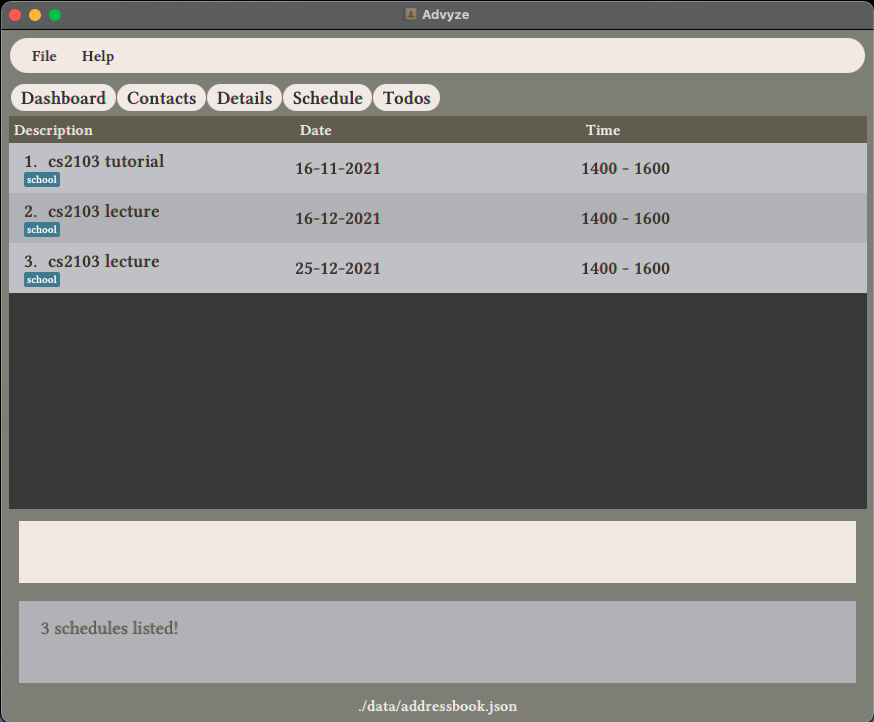 Advyze
File Help
Dashboard Contacts Details Schedule Todos
Description Date Time
1. cs2103 tutorial
school
16-11-2021 1400 - 1600
2. cs2103 lecture
school
16-12-2021 1400 - 1600
3. cs2103 lecture
school
25-12-2021 1400 - 1600
3 schedules listed!
./data/addressbook.json